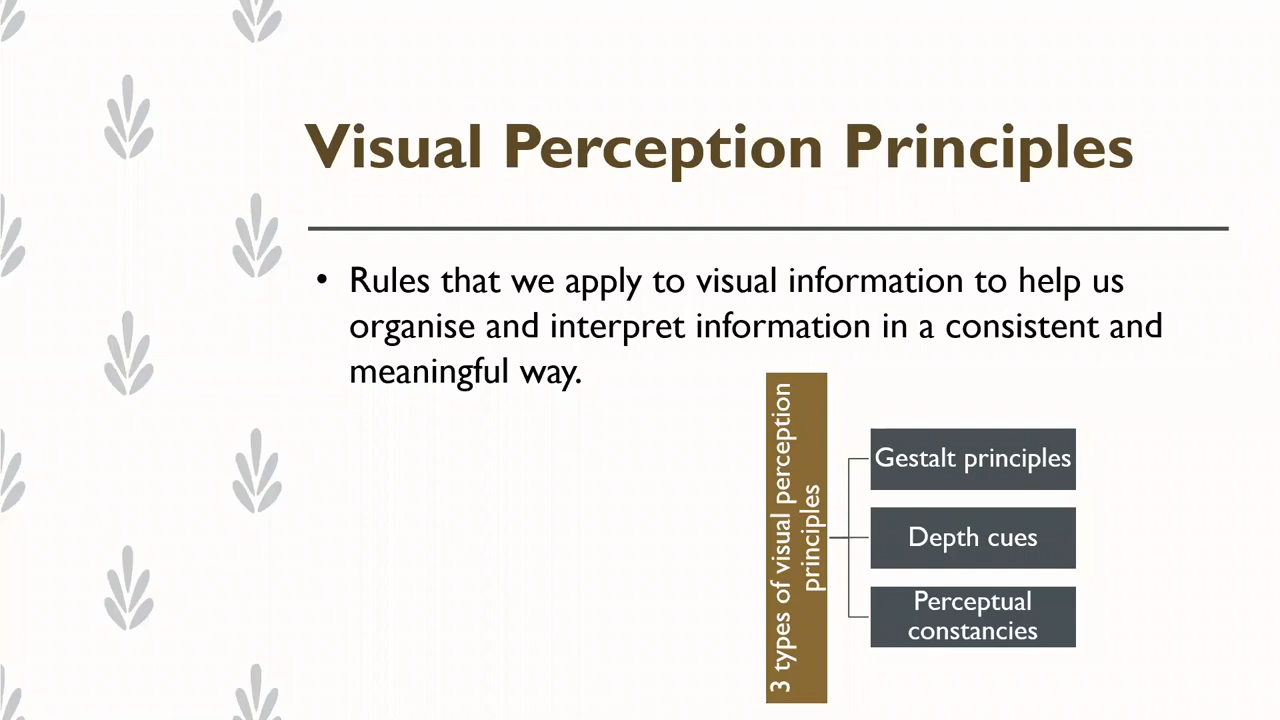 Visual Perception Principles
• Rules that we apply to visual information to help us
organise and interpret information in a consistent and
meaningful way.
3 types of visual perception
principles
Gestalt principles
Depth cues
Perceptual
constancies